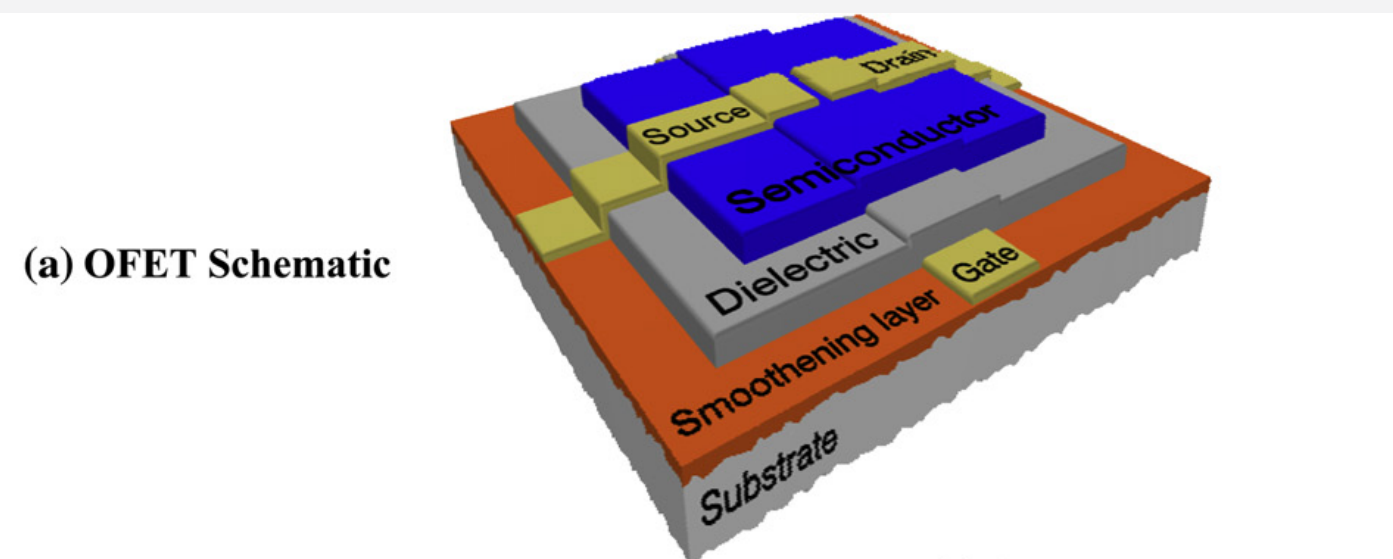 (a) OFET Schematic
Drain
Source
Semiconductor
Dielectric
Gate
Smoothening layer
Substrate